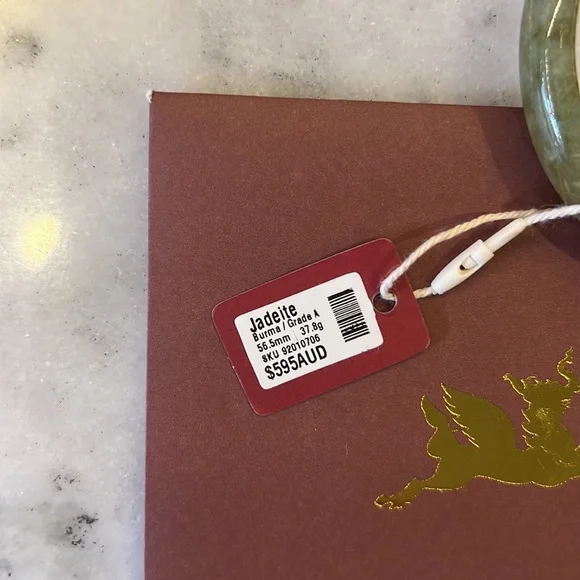 Jadeite
Burma / Grade A
56.5mm 37.8g
SKU 92010706
$595AUD